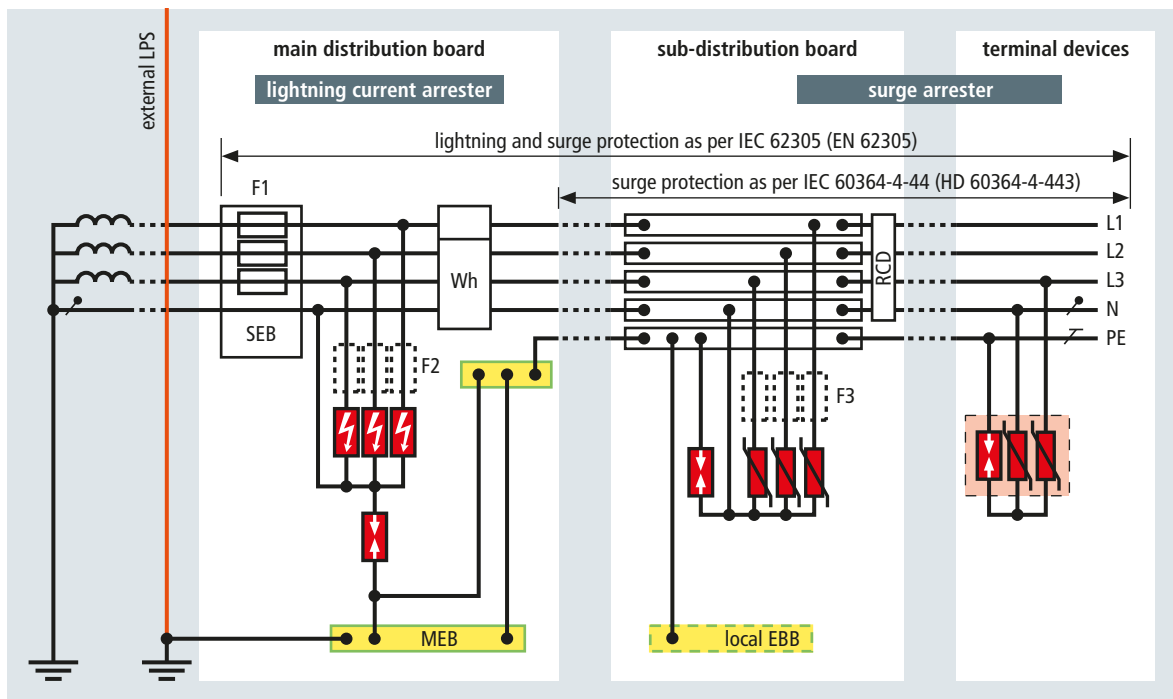 external LPS
main distribution board
sub-distribution board
terminal devices
lightning current arrester
surge arrester
lightning and surge protection as per IEC 62305 (EN 62305)
surge protection as per IEC 60364-4-44 (HD 60364-4-443)
F1
L1
L2
L3
N
PE
Wh
RCD
SEB
F2
F3
MEB
local EBB